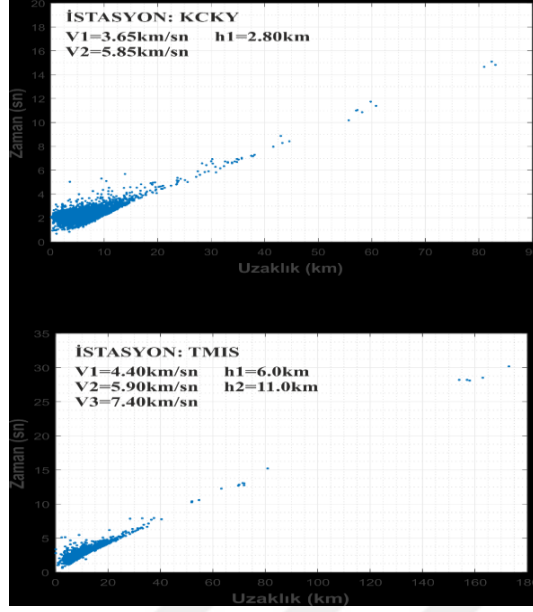 20
İSTASYON: KCKY
V1=3.65km/sn h1=2.80km
V2=5.85km/sn
18
16
14
12
10
8
6
4
2
0
Zaman (sn)
0 10 20 30 40 50 60 70 80 90
Uzaklık (km)
35
İSTASYON: TMIS
V1=4.40km/sn h1=6.0km
V2=5.90km/sn h2=11.0km
V3=7.40km/sn
30
25
20
15
10
5
0
Zaman (sn)
0 20 40 60 80 100 120 140 160 180
Uzaklık (km)